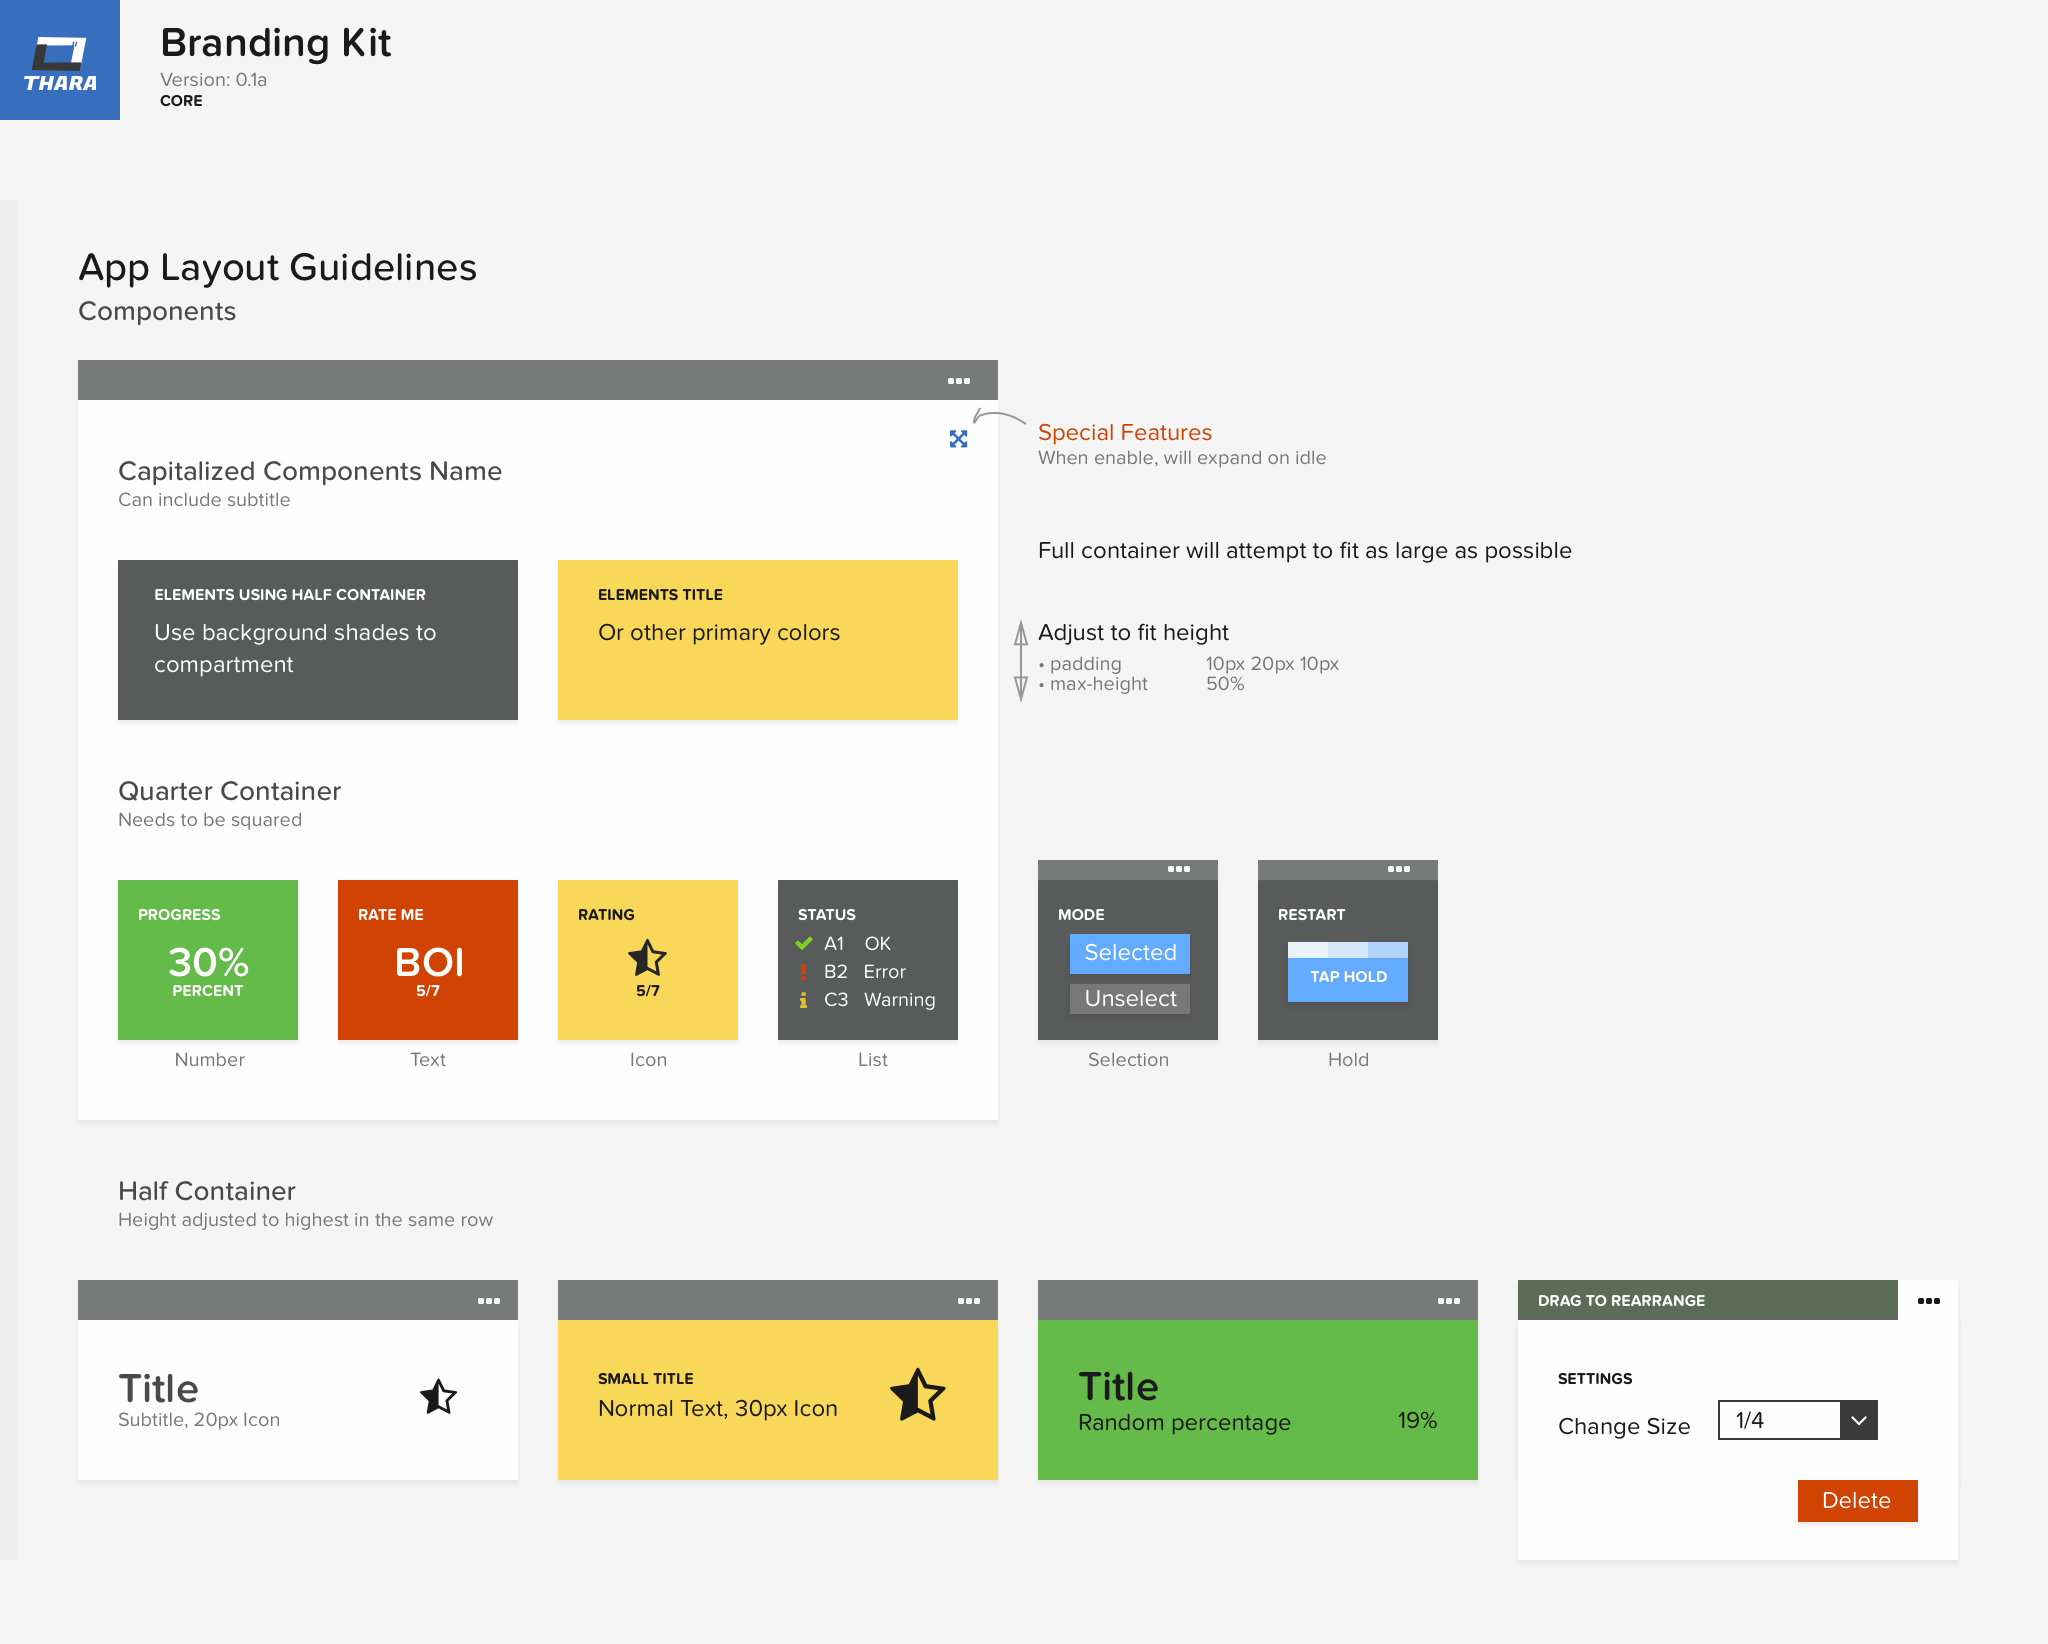 THARA
Branding Kit
Version: 0.1a
CORE
App Layout Guidelines
Components
Special Features
When enable, will expand on idle
Capitalized Components Name
Can include subtitle
Full container will attempt to fit as large as possible
ELEMENTS USING HALF CONTAINER
Use background shades to
compartment
ELEMENTS TITLE
Or other primary colors
Adjust to fit height
• padding 10px 20px 10px
• max-height 50%
Quarter Container
Needs to be squared
PROGRESS
30%
PERCENT
Number
RATE ME
BOI
5/7
Text
RATING
5/7
Icon
STATUS
A1 OK
B2 Error
C3 Warning
List
MODE
Selected
Unselect
Selection
RESTART
TAP HOLD
Hold
Half Container
Height adjusted to highest in the same row
Title
Subtitle, 20px Icon
SMALL TITLE
Normal Text, 30px Icon
Title
Random percentage 19%
DRAG TO REARRANGE
SETTINGS
Change Size 1/4
Delete